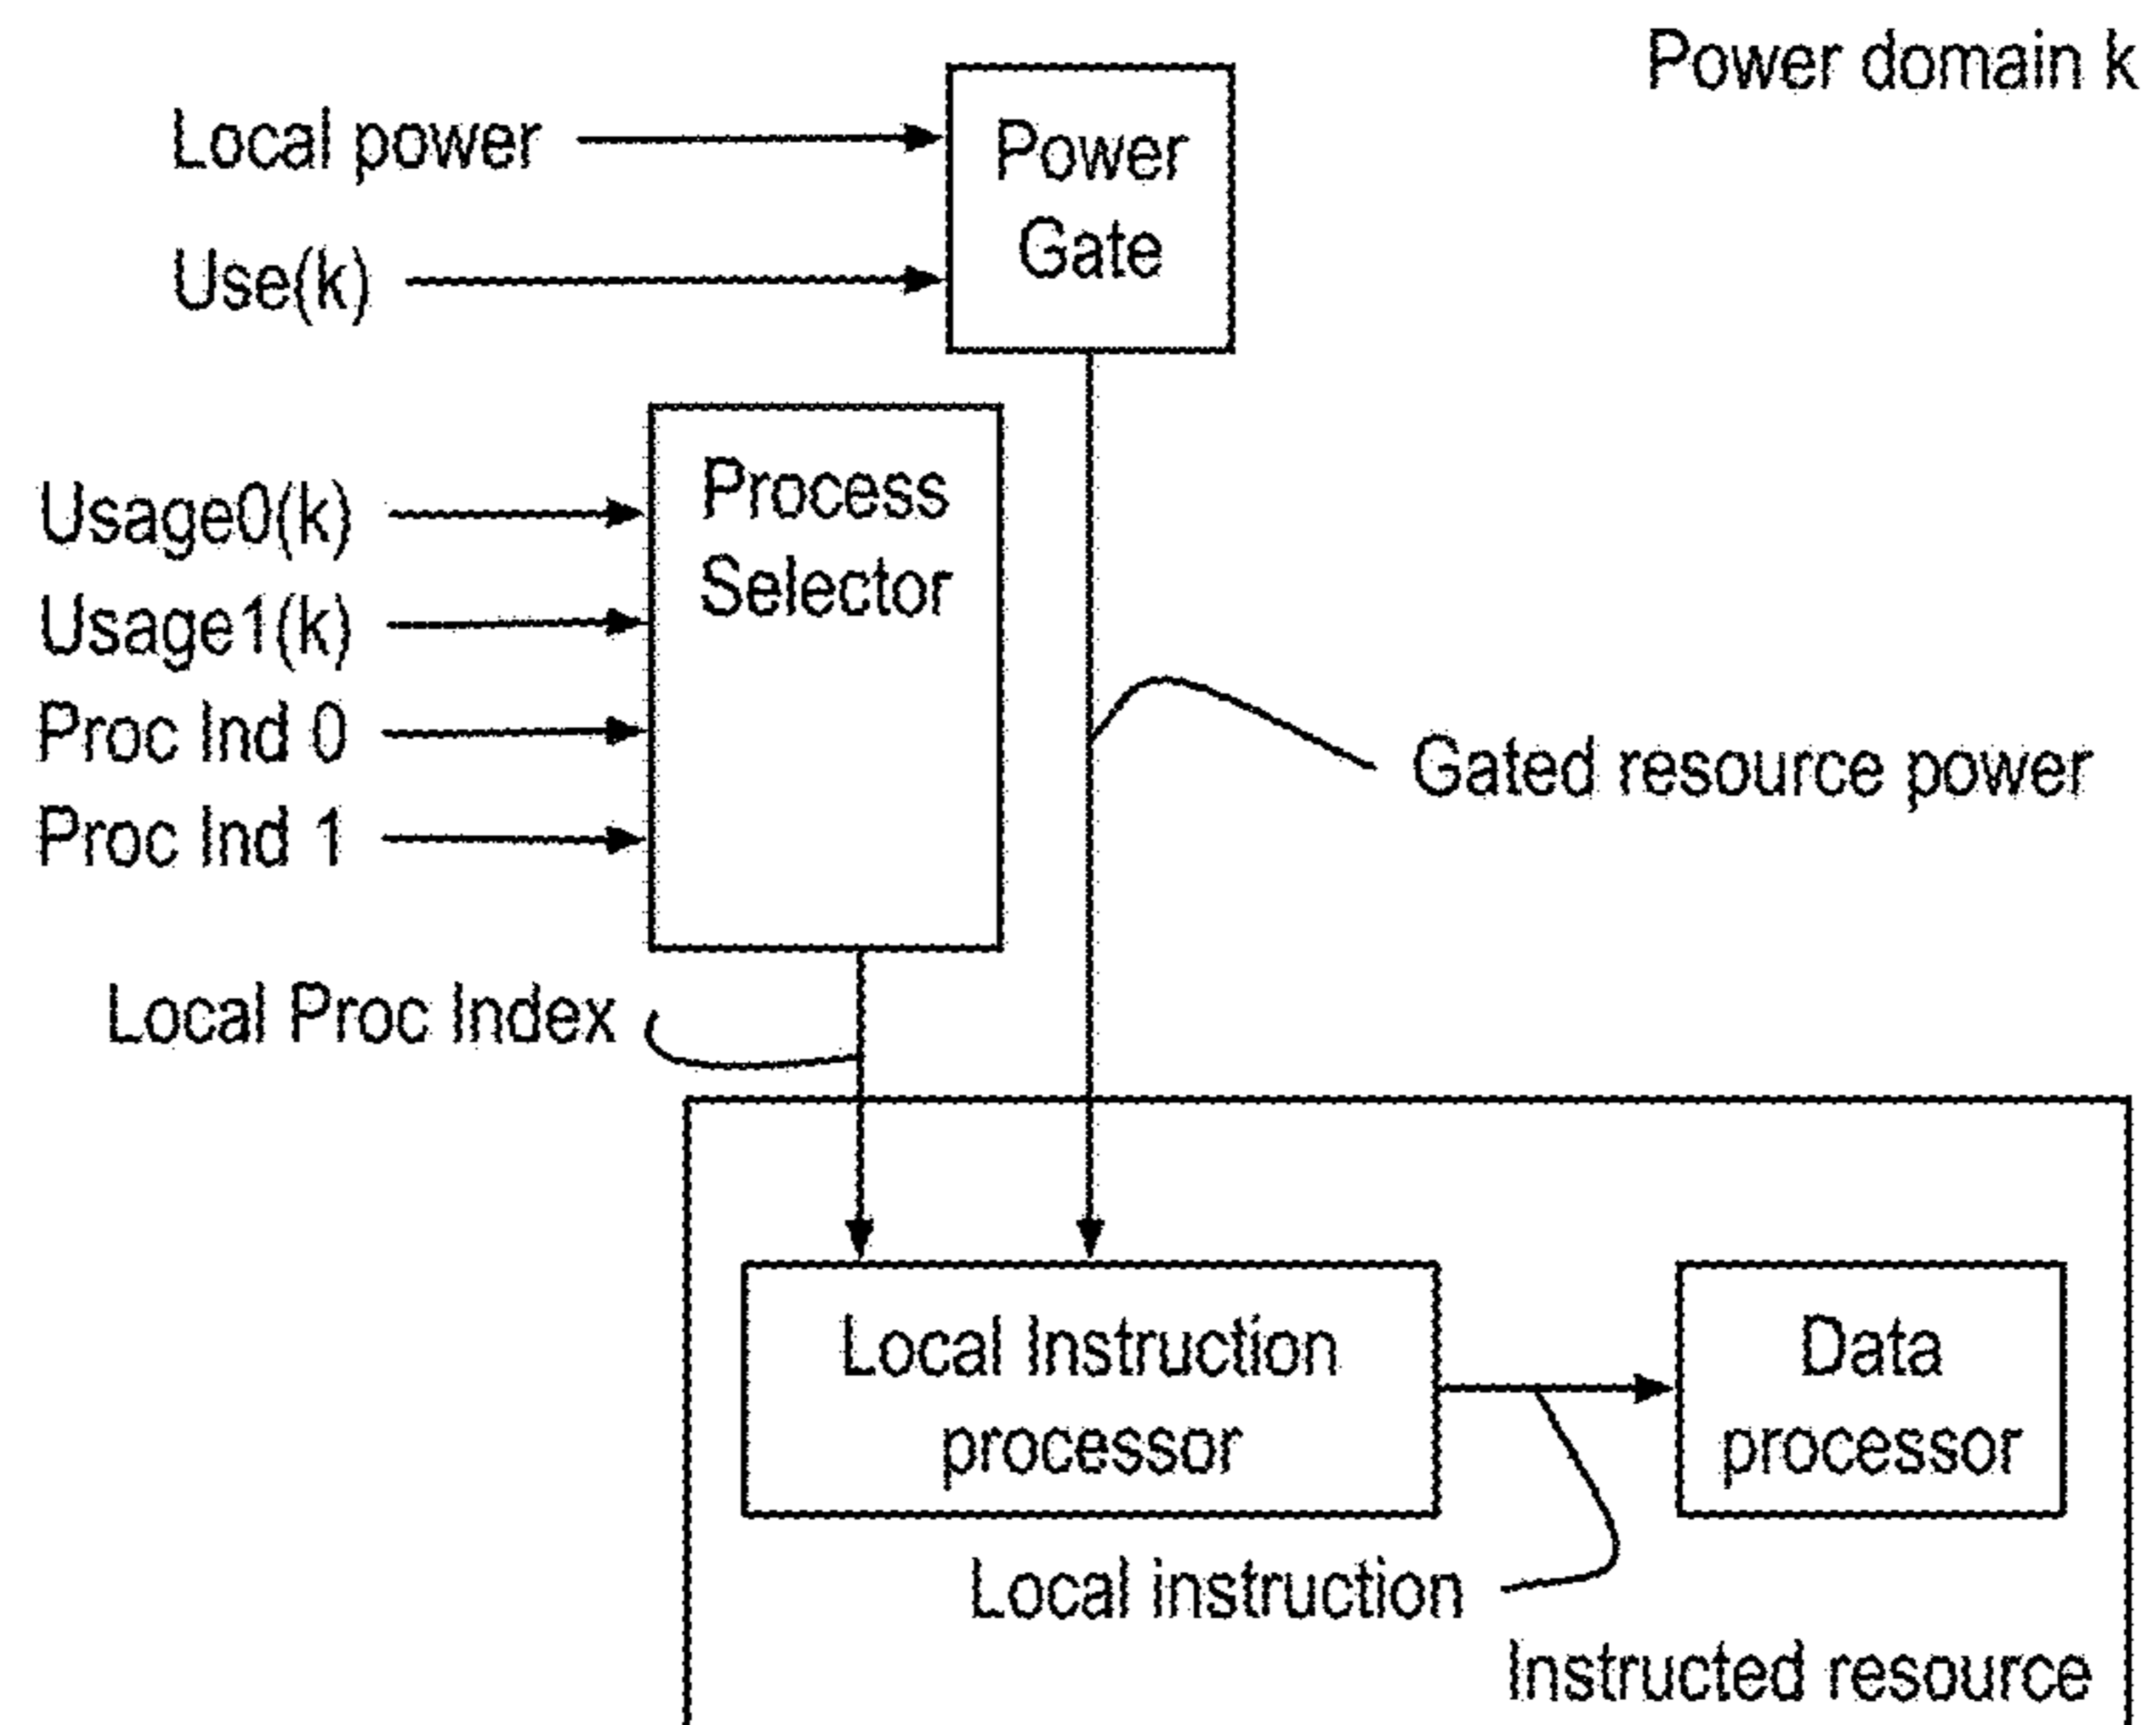 Power domain k
Local power
Power
Gate
Use(k)
Process
Selector
Usage0(k)
Usage1(k)
Proc Ind 0
Proc Ind 1
Gated resource power
Local Proc Index
Local Instruction
processor
Data
processor
Local instruction
Instructed resource